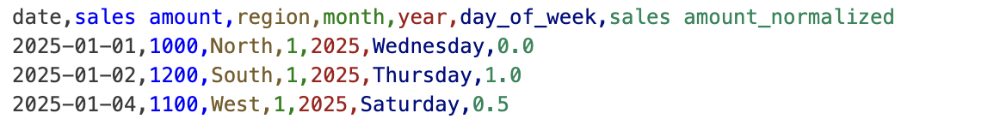 date,sales amount,region,month,year,day_of_week,sales amount_normalized
2025-01-01,1000,North,1,2025,Wednesday,0.0
2025-01-02,1200,South,1,2025,Thursday,1.0
2025-01-04,1100,West,1,2025,Saturday,0.5